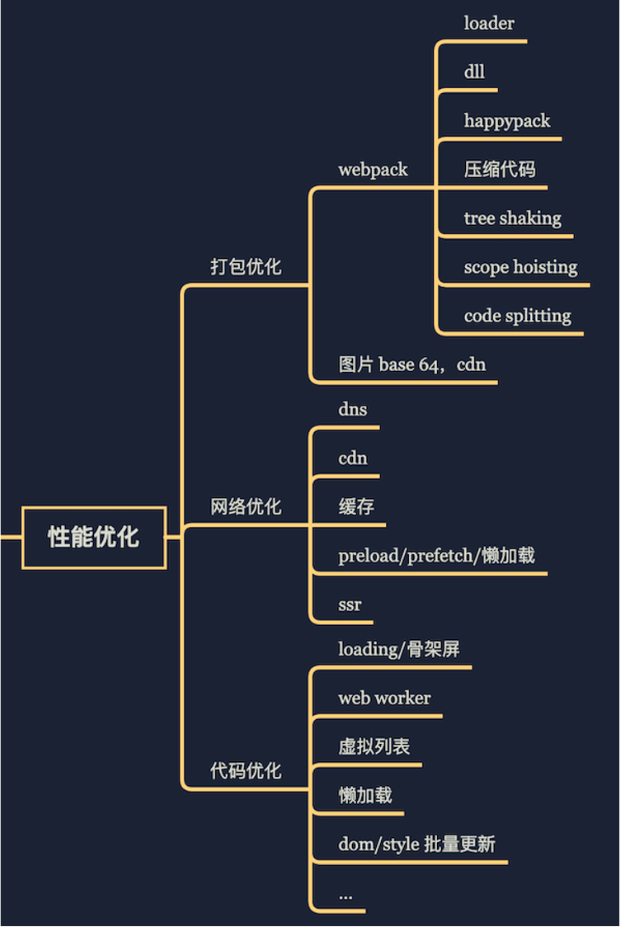 loader
dll
happypack
webpack
压缩代码
tree shaking
打包优化
scope hoisting
code splitting
图片 base 64，cdn
dns
cdn
网络优化
缓存
性能优化
preload/prefetch/懒加载
ssr
loading/骨架屏
web worker
虚拟列表
代码优化
懒加载
dom/style 批量更新
...